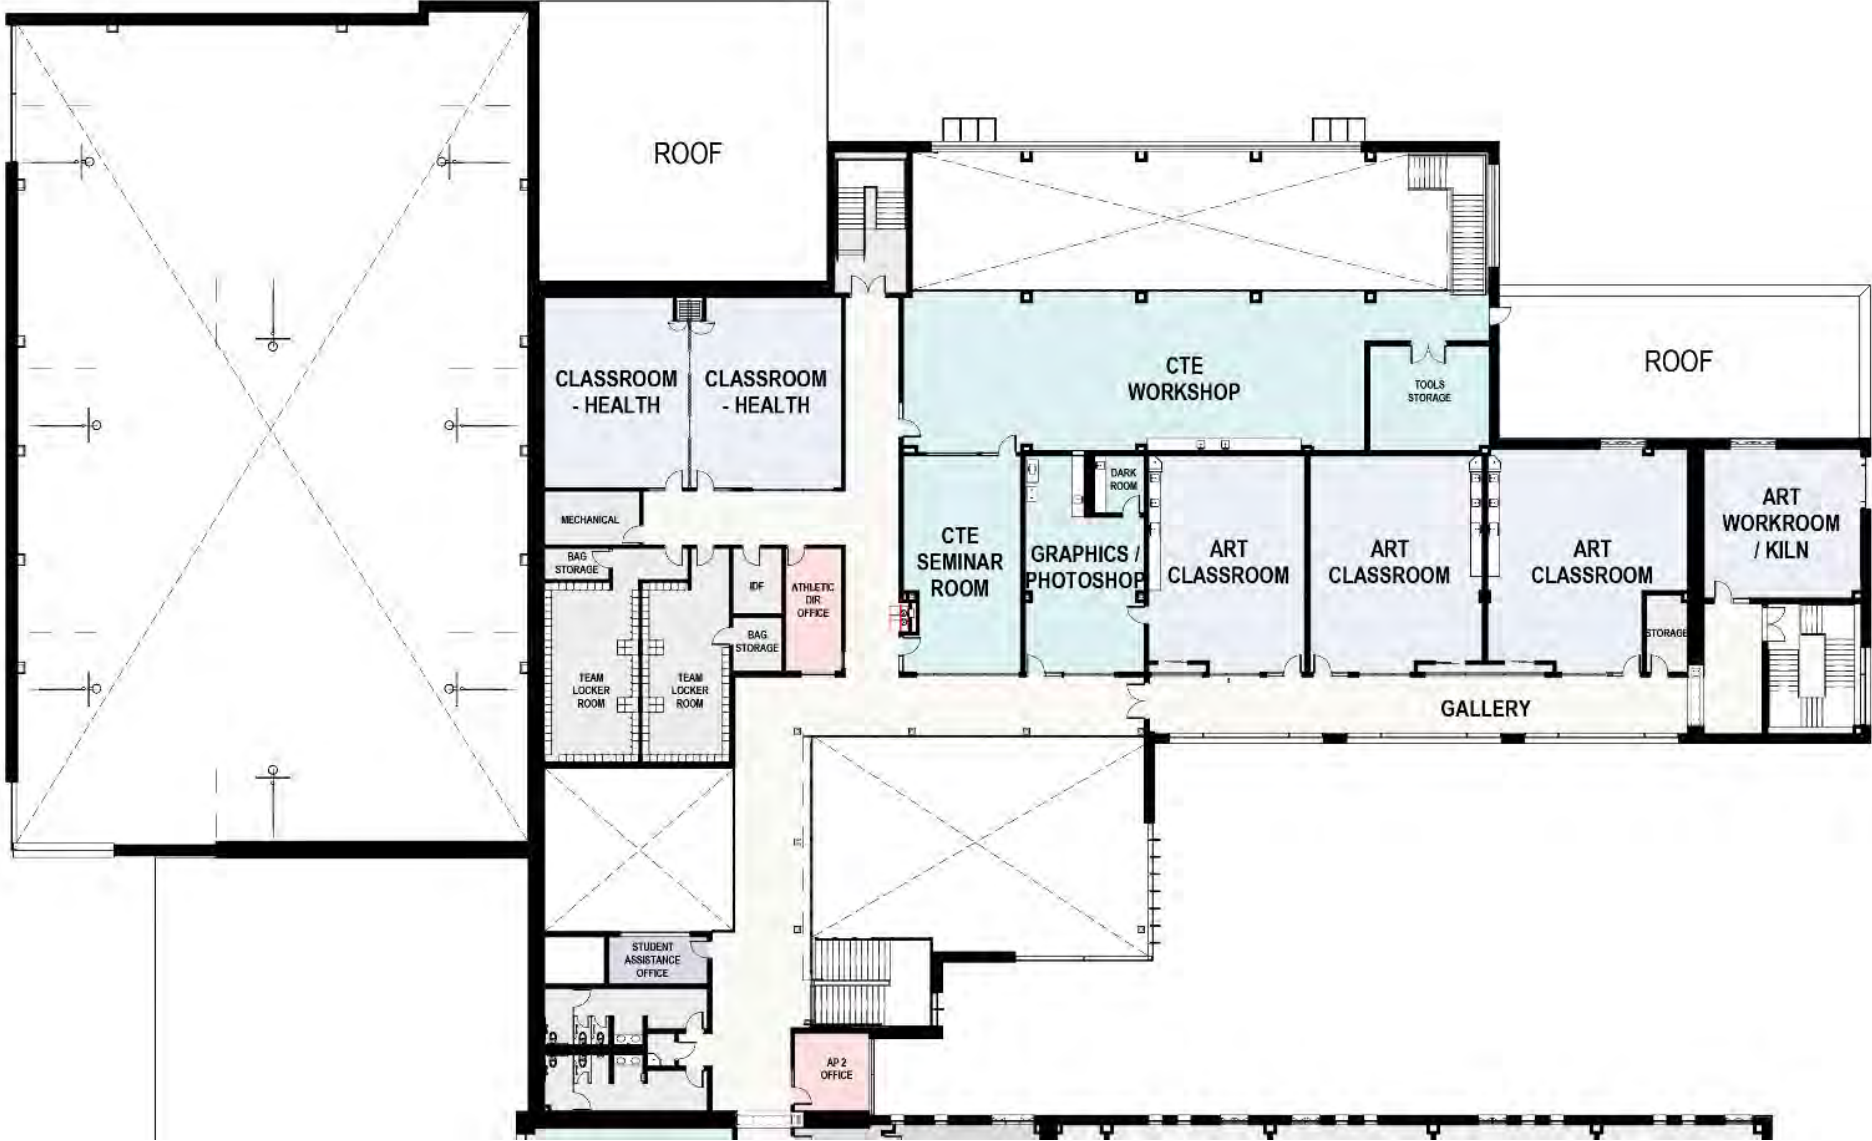 ROOF
CLASSROOM
- HEALTH
CLASSROOM
- HEALTH
CTE
WORKSHOP
TOOLS
STORAGE
ROOF
MECHANICAL
BAG
STORAGE
IDF
ATHLETIC
DIR
OFFICE
BAG
STORAGE
TEAM
LOCKER
ROOM
TEAM
LOCKER
ROOM
CTE
SEMINAR
ROOM
DARK
ROOM
GRAPHICS /
PHOTOSHOP
ART
CLASSROOM
ART
CLASSROOM
ART
CLASSROOM
STORAGE
ART
WORKROOM
/ KILN
GALLERY
STUDENT
ASSISTANCE
OFFICE
AP 2
OFFICE